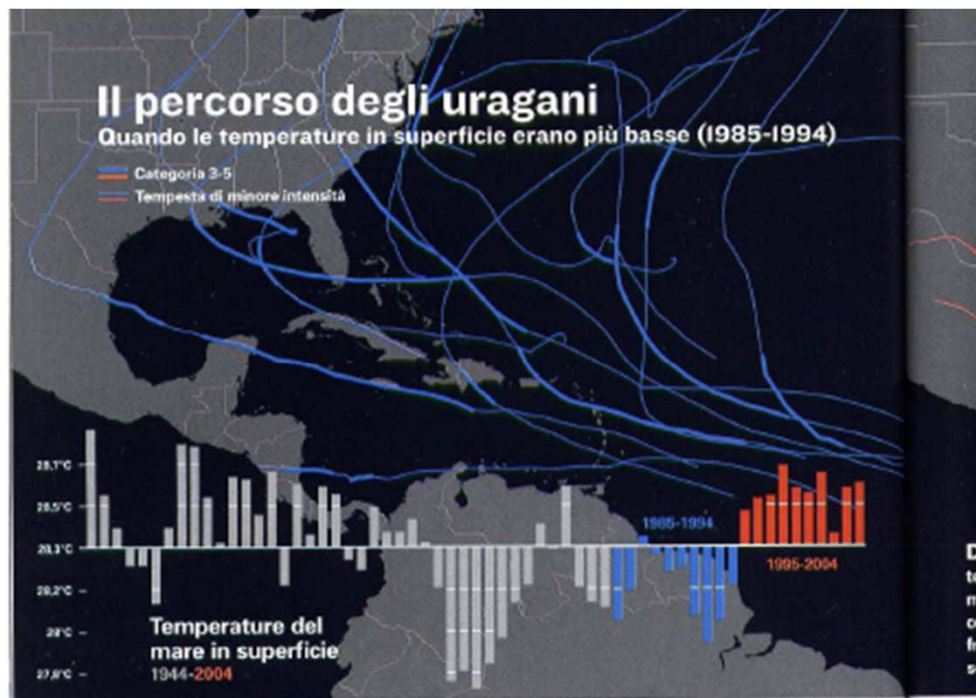 Il percorso degli uragani
Quando le temperature in superficie erano più basse (1985-1994)
Categoria 3-5
Tempesta di minore intensità
28,7°C
28,5°C
28,3°C
28,2°C
28°C
27,8°C
1985-1994
1995-2004
Temperature del
mare in superficie
1944-2004